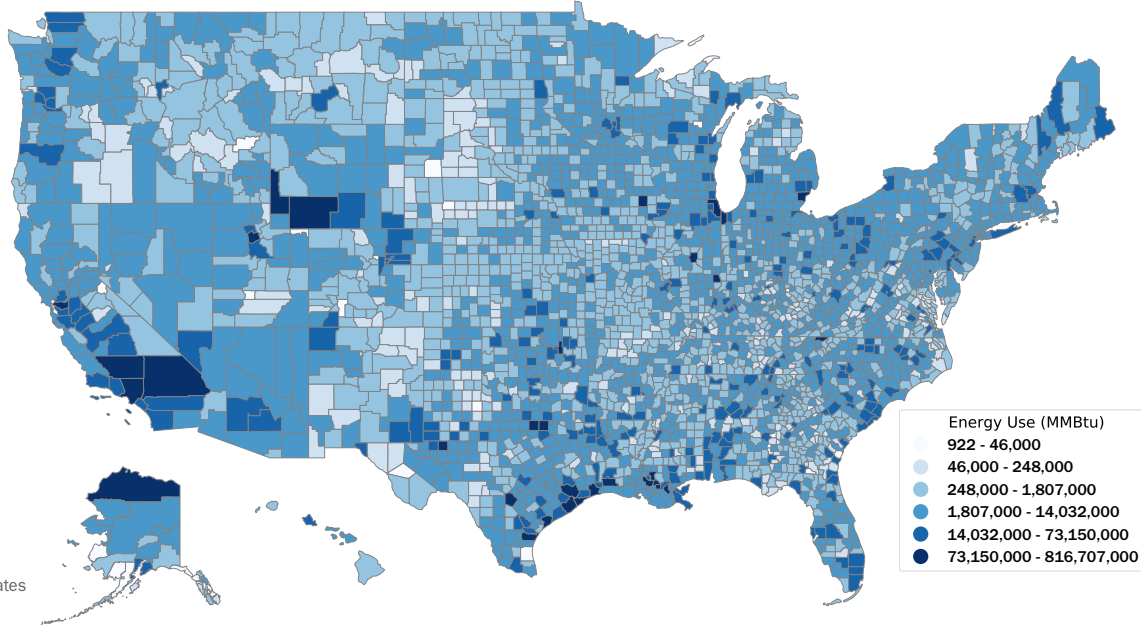 Energy Use (MMBtu)
922 - 46,000
46,000 - 248,000
248,000 - 1,807,000
1,807,000 - 14,032,000
14,032,000 - 73,150,000
73,150,000 - 816,707,000
ates